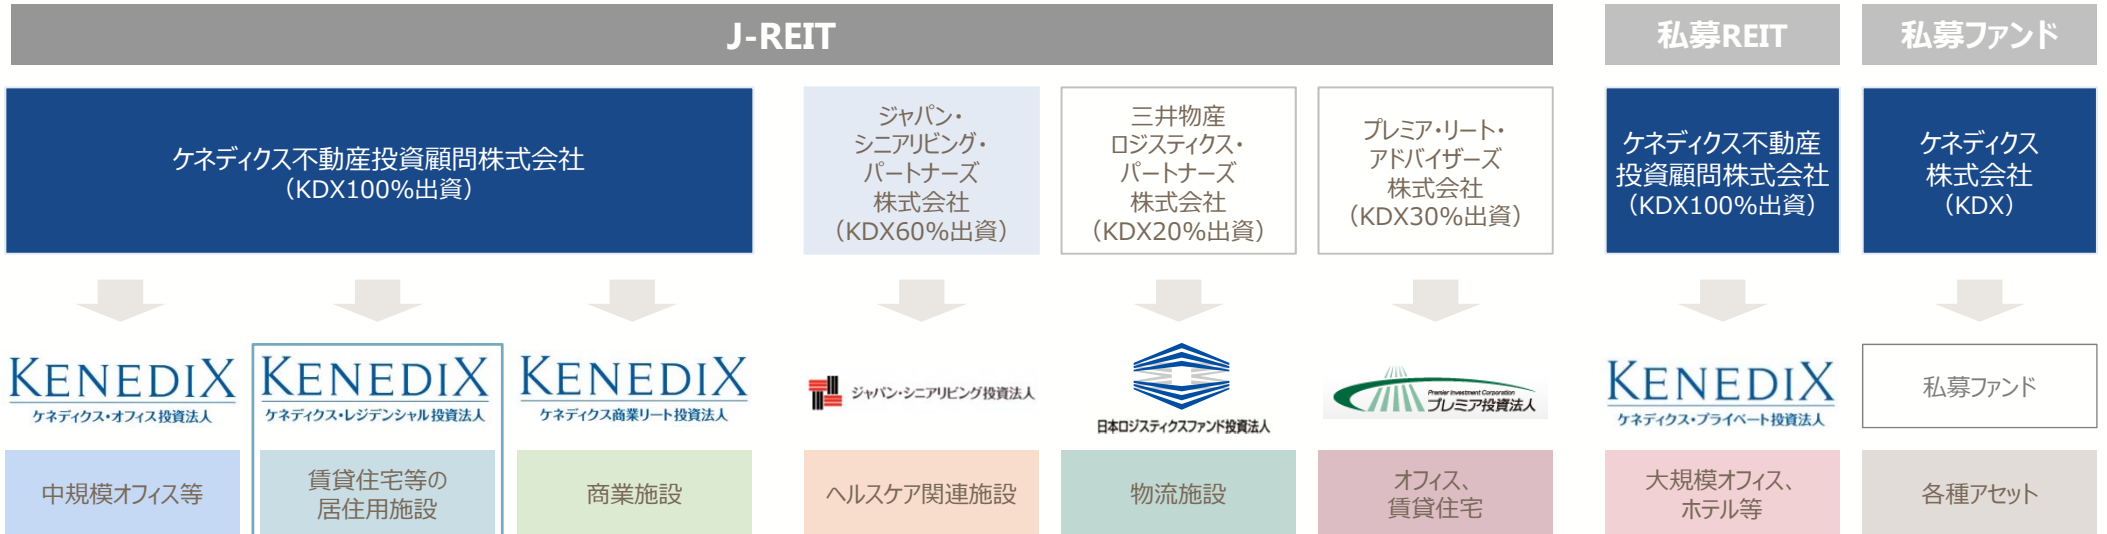 J-REIT
私募REIT
私募ファンド
ケネディクス不動産投資顧問株式会社
（KDX100%出資）
ジャパン・
シニアリビング・
パートナーズ
株式会社
（KDX60%出資）
三井物産
ロジスティクス・
パートナーズ
株式会社
（KDX20%出資）
プレミア・リート・
アドバイザーズ
株式会社
（KDX30%出資）
ケネディクス不動産
投資顧問株式会社
（KDX100%出資）
ケネディクス
株式会社
（KDX）
KENEDIX
ケネディクス・オフィス投資法人
KENEDIX
ケネディクス・レジデンシャル投資法人
KENEDIX
ケネディクス商業リート投資法人
ジャパン・シニアリビング投資法人
日本ロジスティクスファンド投資法人
Premier Investment Corporation
プレミア投資法人
KENEDIX
ケネディクス・プライベート投資法人
私募ファンド
中規模オフィス等
賃貸住宅等の
居住用施設
商業施設
ヘルスケア関連施設
物流施設
オフィス、
賃貸住宅
大規模オフィス、
ホテル等
各種アセット